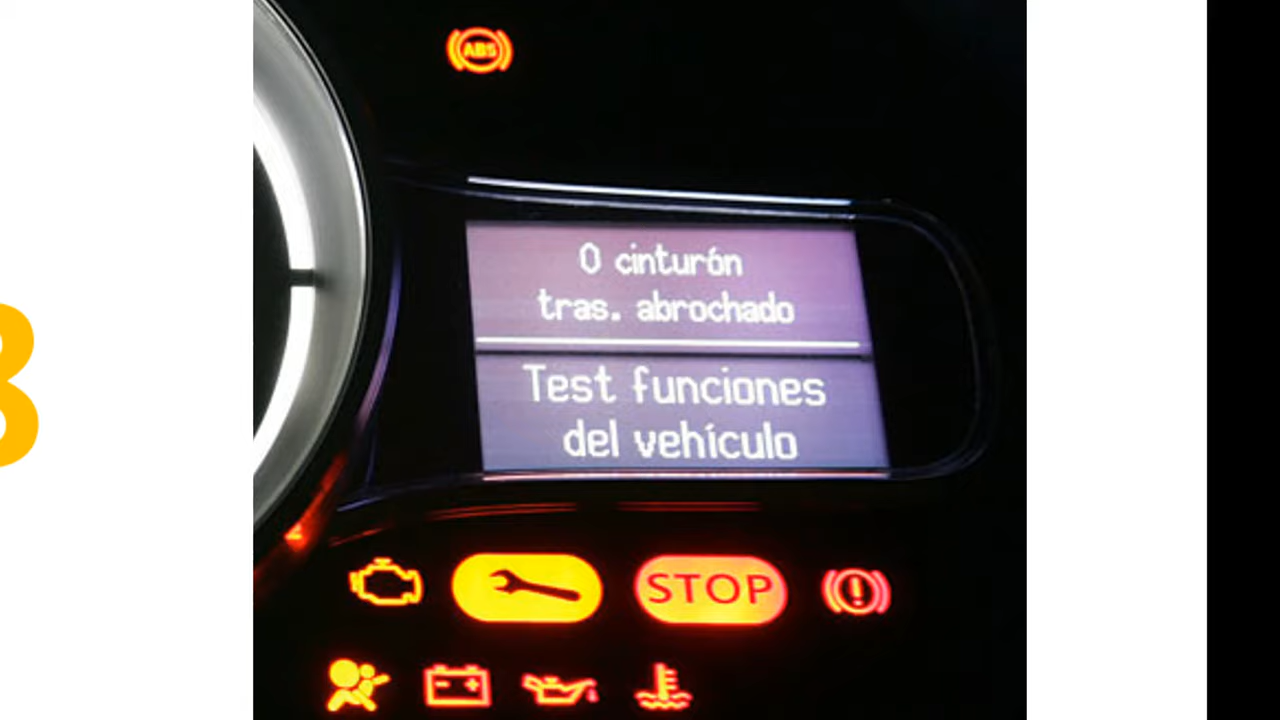 ABS
0 cinturón
tras. abrochado
Test funciones
del vehículo
STOP